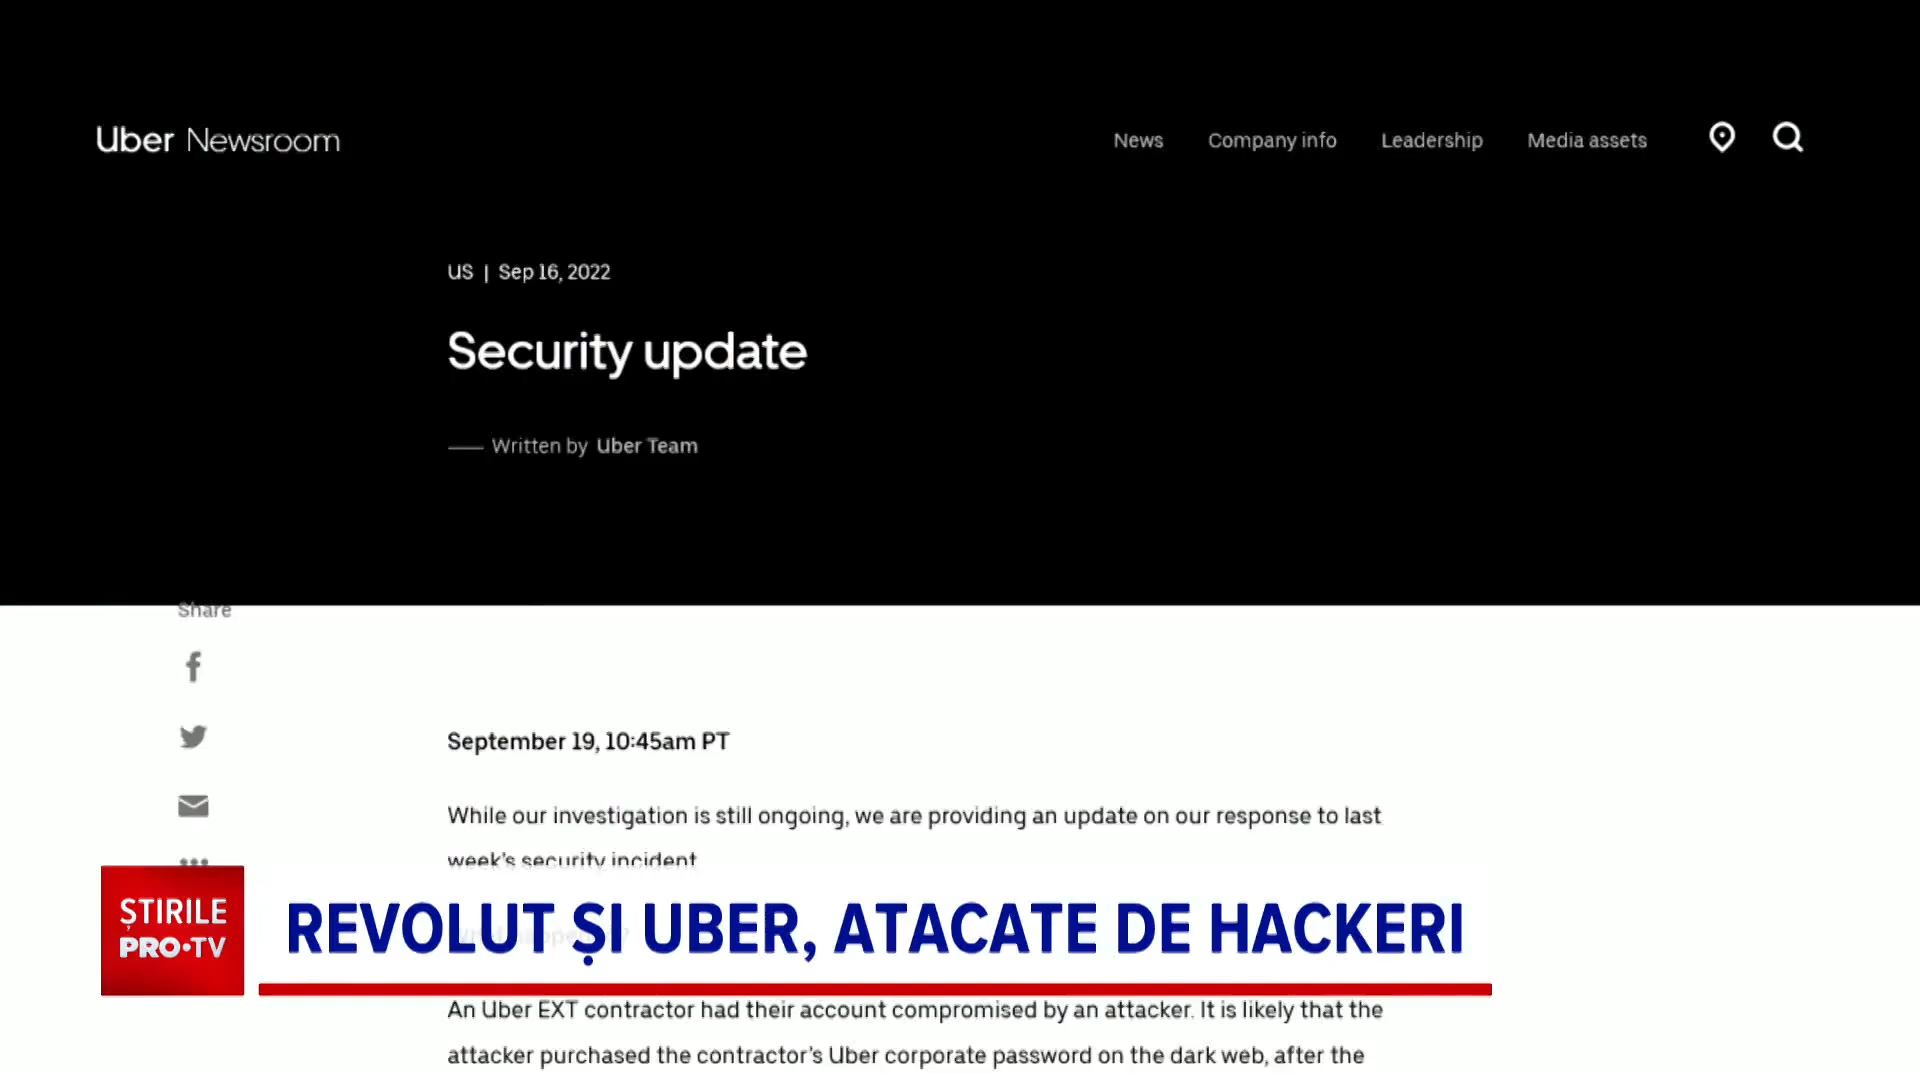 Uber Newsroom
News Company info Leadership Media assets
US | Sep 16, 2022
Security update
Written by Uber Team
Share
September 19, 10:45am PT
While our investigation is still ongoing, we are providing an update on our response to last
week's security incident
ȘTIRILE
PRO•TV
REVOLUT ȘI UBER, ATACATE DE HACKERI
An Uber EXT contractor had their account compromised by an attacker. It is likely that the
attacker purchased the contractor's Uber corporate password on the dark web, after the